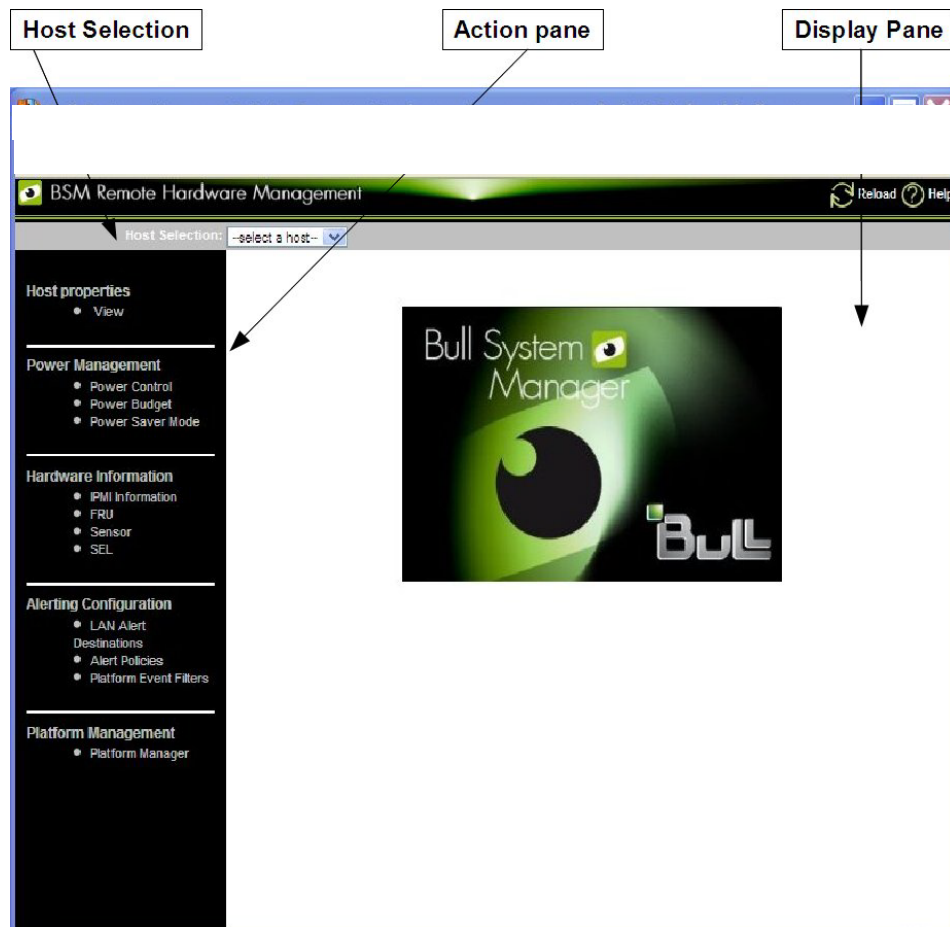 Host Selection
Action pane
Display Pane
BSM Remote Hardware Management
Reload
Help
Host Selection:
--select a host--
Host properties
View
Power Management
Power Control
Power Budget
Power Saver Mode
Hardware Information
IPMI Information
FRU
Sensor
SEL
Alerting Configuration
LAN Alert
Destinations
Alert Policies
Platform Event Filters
Platform Management
Platform Manager
Bull System
Manager
Bull